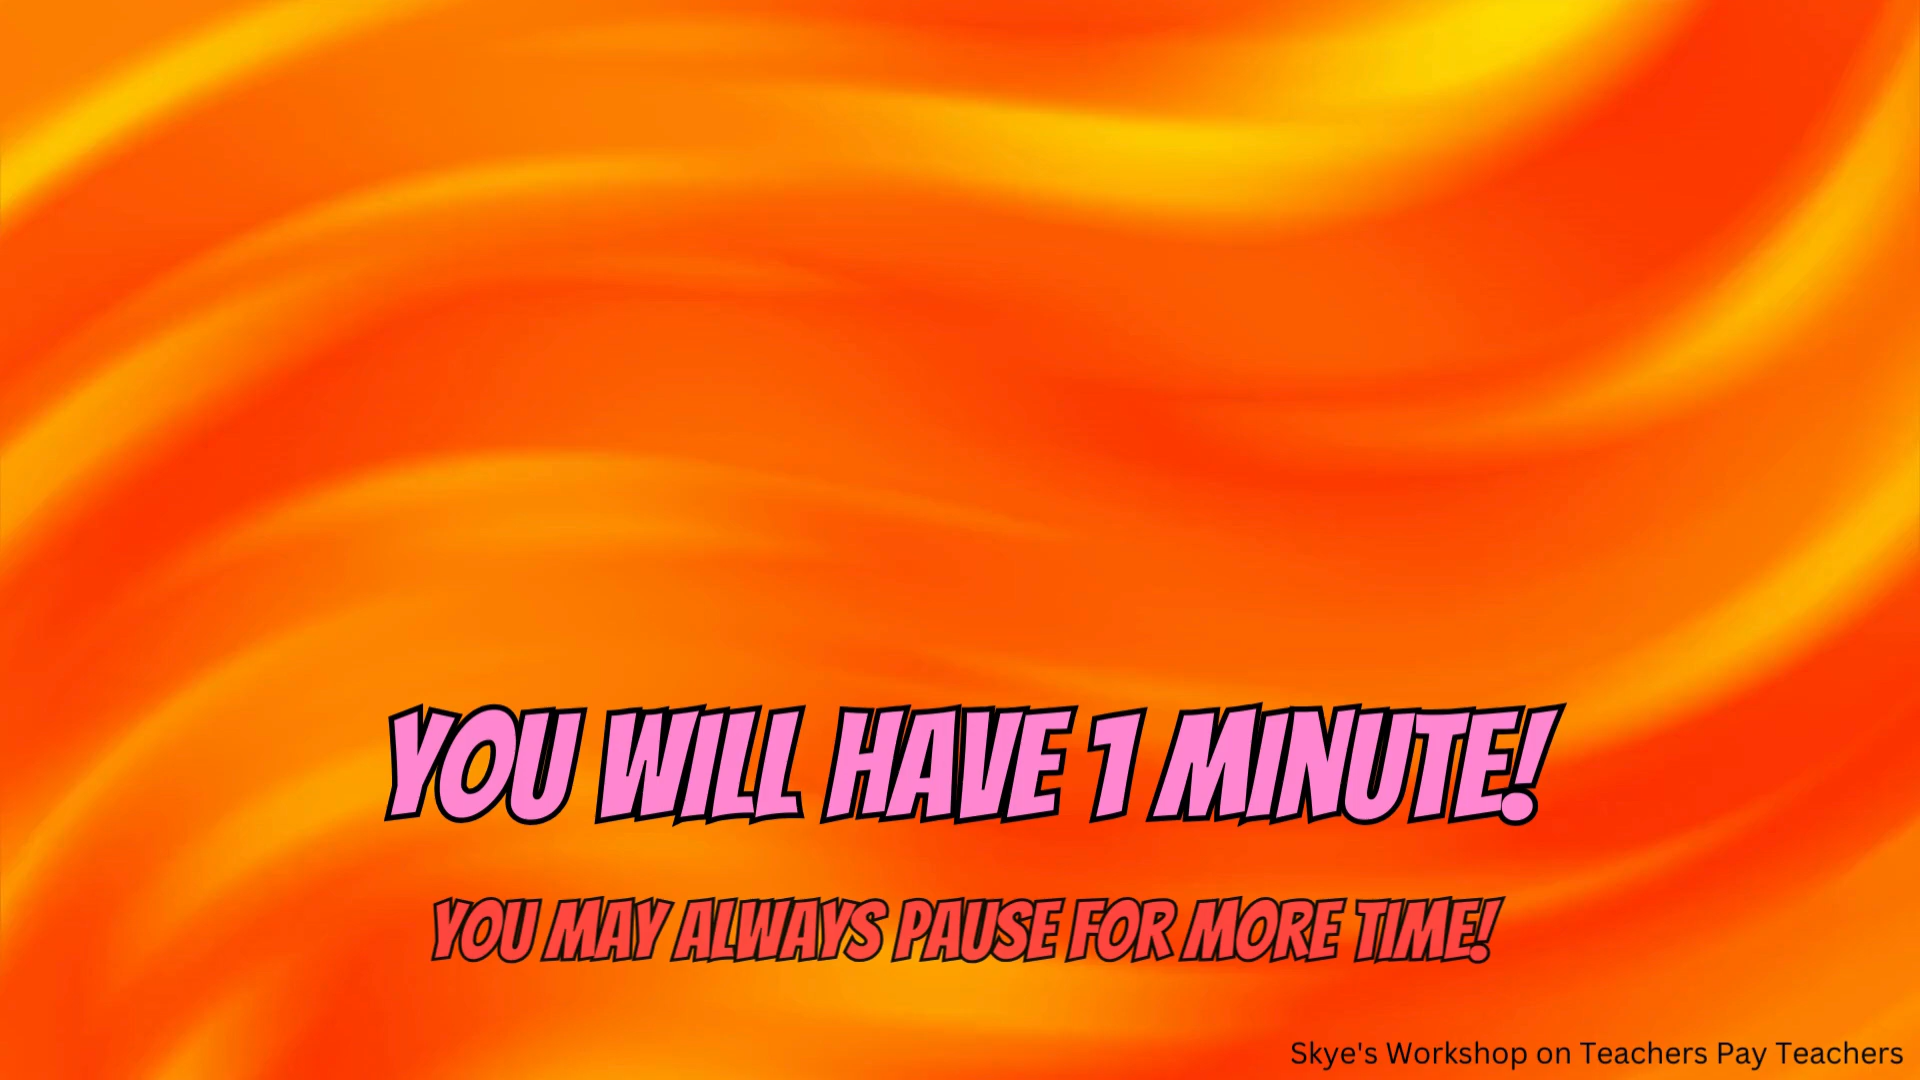 YOU WILL HAVE 1 MINUTE!
YOU MAY ALWAYS PAUSE FOR MORE TIME!
Skye's Workshop on Teachers Pay Teachers